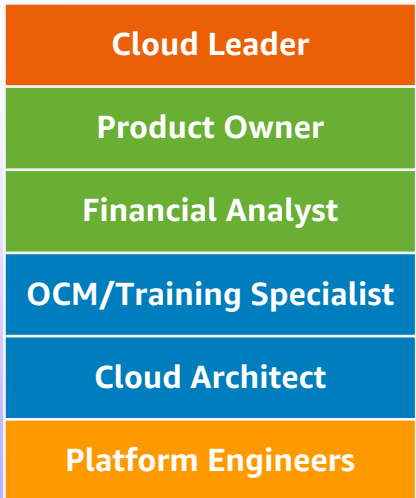 Cloud Leader
Product Owner
Financial Analyst
OCM/Training Specialist
Cloud Architect
Platform Engineers